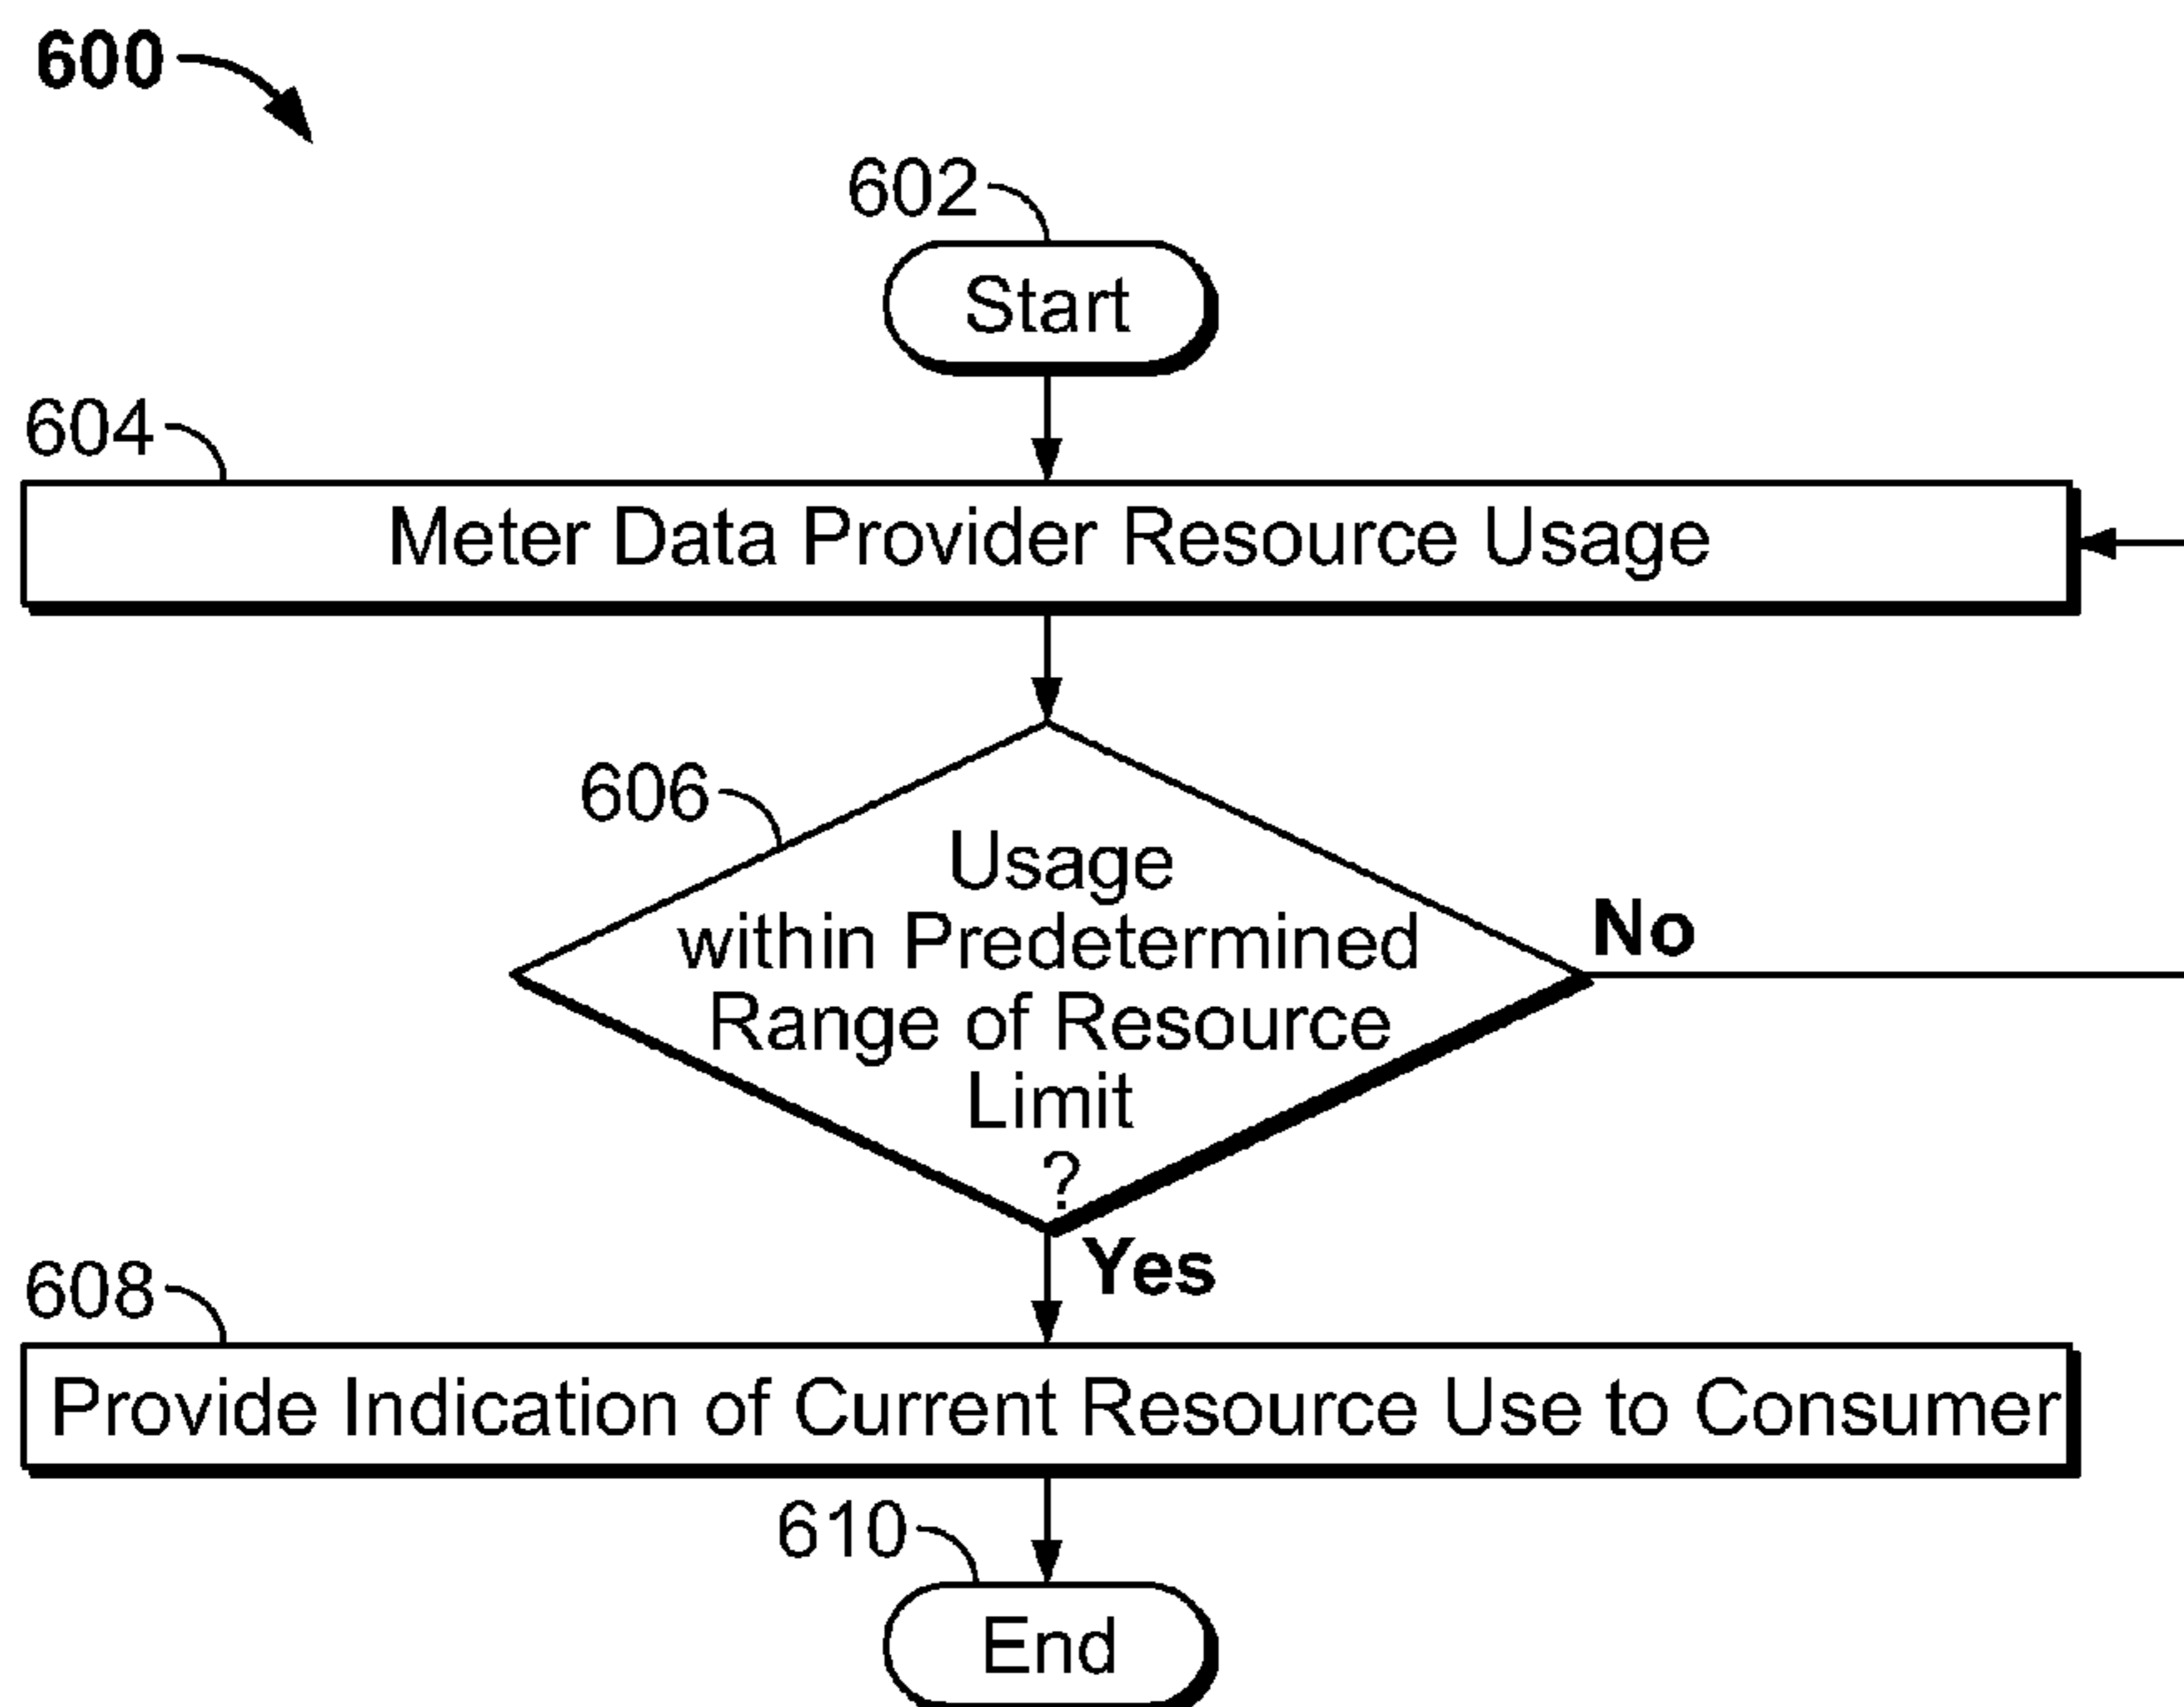 600
602
Start
604
Meter Data Provider Resource Usage
606
Usage
within Predetermined
Range of Resource
Limit
?
No
Yes
608
Provide Indication of Current Resource Use to Consumer
610
End